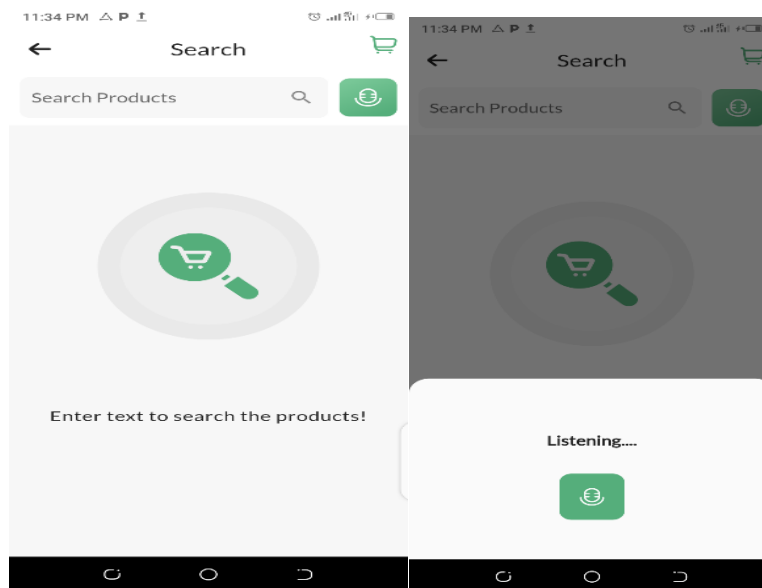 11:34 PM P
Search
Search Products
Enter text to search the products!
11:34 PM P
Search
Search Products
Listening....